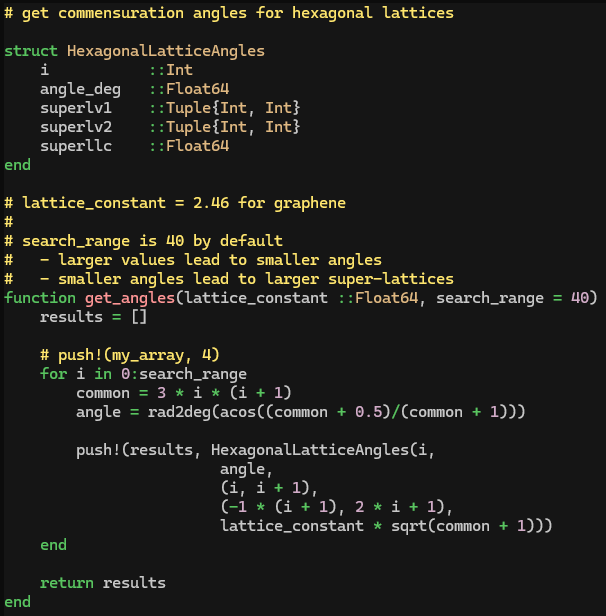 # get commensuration angles for hexagonal lattices

struct HexagonalLatticeAngles
    i           ::Int
    angle_deg   ::Float64
    superlv1    ::Tuple{Int, Int}
    superlv2    ::Tuple{Int, Int}
    superllc    ::Float64
end

# lattice_constant = 2.46 for graphene
#
# search_range is 40 by default
#   - larger values lead to smaller angles
#   - smaller angles lead to larger super-lattices
function get_angles(lattice_constant ::Float64, search_range = 40)
    results = []

    # push!(my_array, 4)
    for i in 0:search_range
        common = 3 * i * (i + 1)
        angle = rad2deg(acos((common + 0.5)/(common + 1)))

        push!(results, HexagonalLatticeAngles(i,
                        angle,
                        (i, i + 1),
                        (-1 * (i + 1), 2 * i + 1),
                        lattice_constant * sqrt(common + 1)))
    end

    return results
end